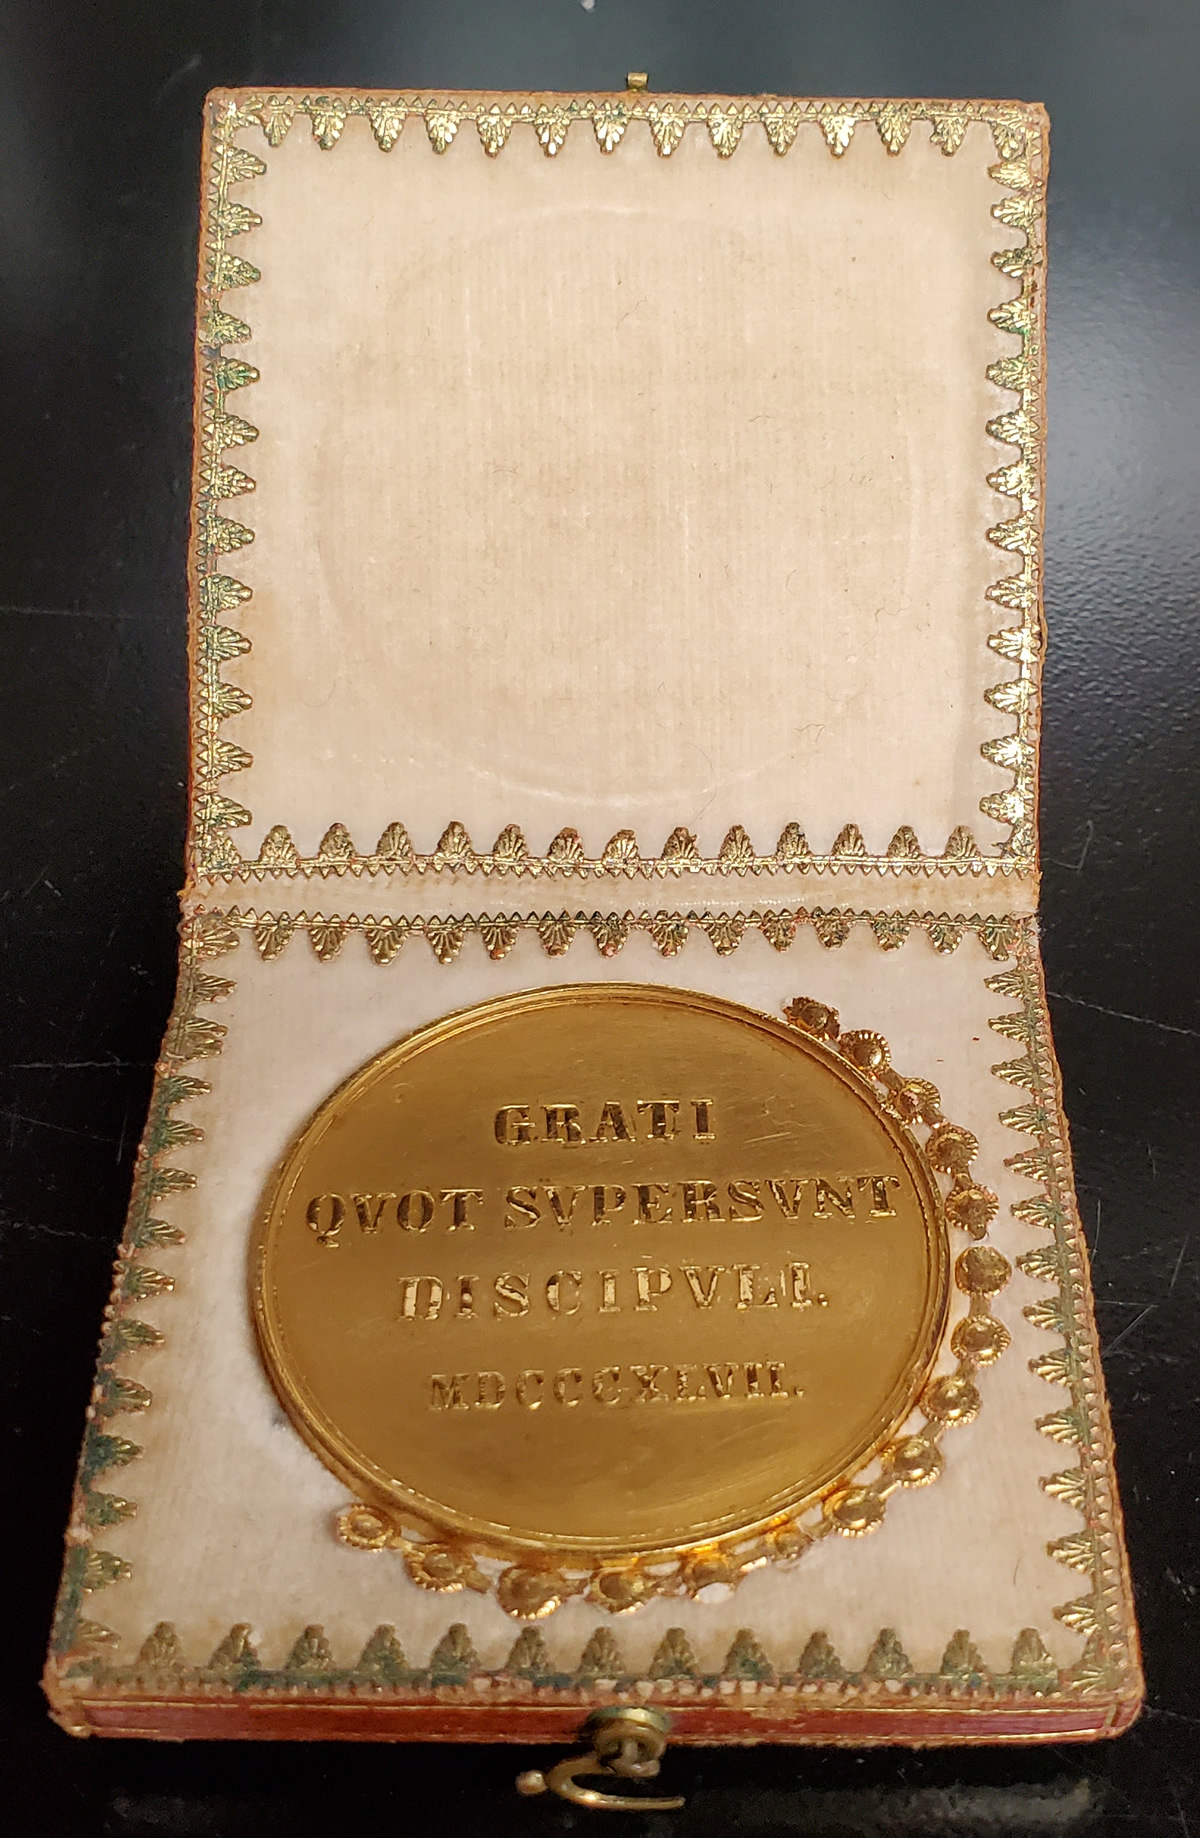 GRATI
QVOT SVPERSVNT
DISCIPVLI.
MDCCCXLVII.